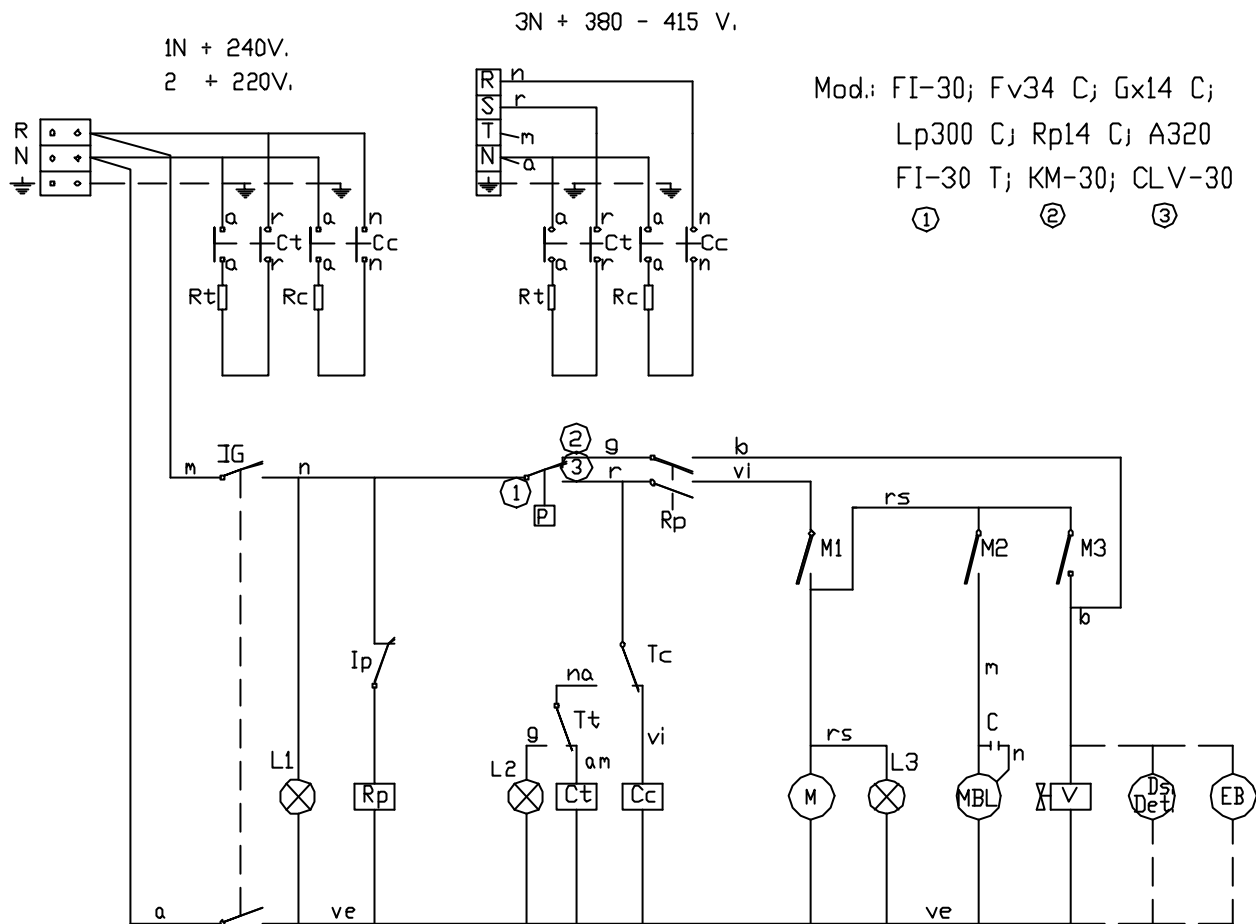 3N + 380 - 415 V.
1N + 240V.
2 + 220V.
Mod.: FI-30; Fv34 C; Gx14 C;
Lp300 C; Rp14 C; A320
FI-30 T; KM-30; CLV-30
1 2 3
R
N
R n
S r
T m
N a
a r a n
Ct Cc
a r a n
Rt Rc
a r a n
Ct Cc
a r a n
Rt Rc
m IG n
1 2 3 g b
r vi
P Rp
rs
M1 M2 M3
b
Ip Tc
na m
Tt
g am vi
rs C n
L1 L2 L3
Rp Ct Cc M MBL V Ds. Det. EB
a ve ve